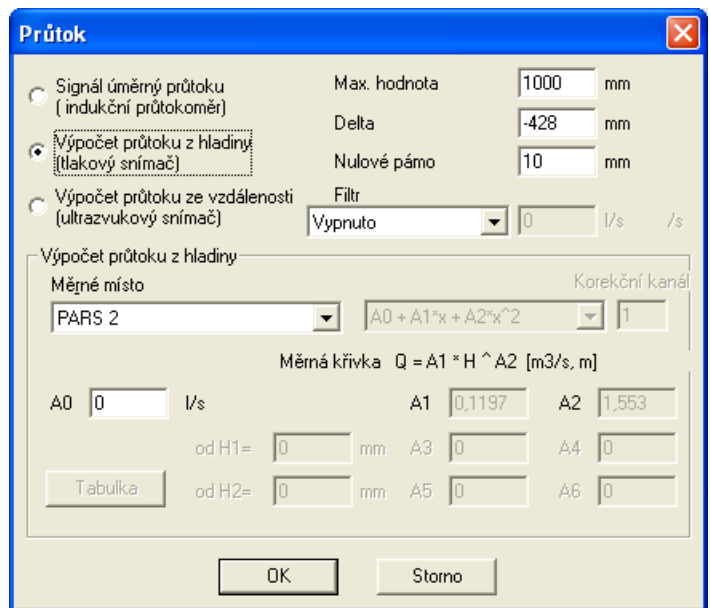 Průtok
Signál úměrný průtoku
( indukční průtokoměr)
Výpočet průtoku z hladiny
(tlakový snímač)
Výpočet průtoku ze vzdálenosti
(ultrazvukový snímač)
Max. hodnota 1000 mm
Delta -428 mm
Nulové pámo 10 mm
Filtr
Vypnuto 0 l/s /s
Výpočet průtoku z hladiny
Měrné místo Korekční kanál
PARS 2 A0 + A1*x + A2*x^2 1
Měrná křivka Q = A1 * H ^ A2 [m3/s, m]
A0 0 l/s A1 0,1197 A2 1,553
od H1= 0 mm A3 0 A4 0
Tabulka od H2= 0 mm A5 0 A6 0
OK Storno